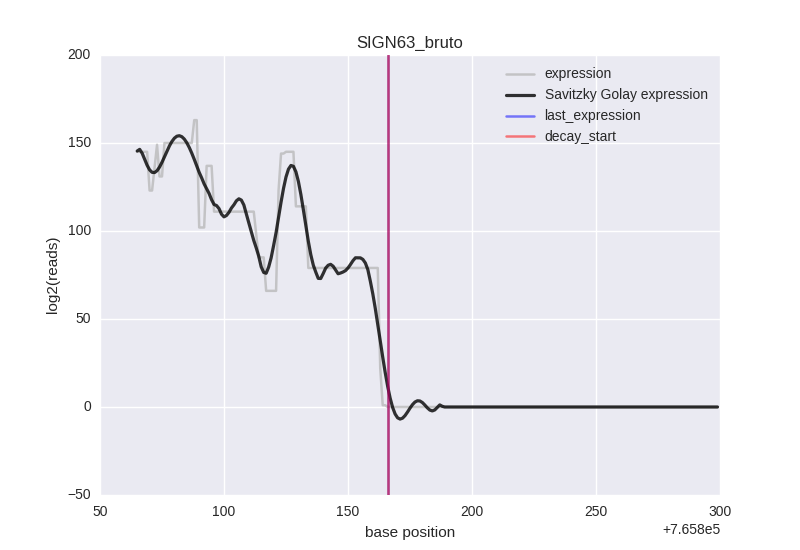 SIGN63_bruto
200
150
100
50
0
−50
log2(reads)
expression
Savitzky Golay expression
last_expression
decay_start
50
100
150
200
250
300
base position
+7.658e5